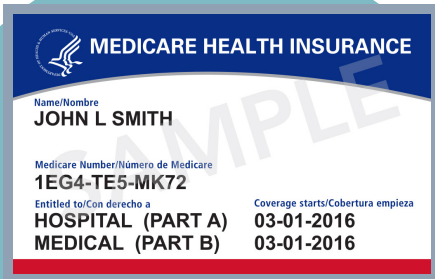 MEDICARE HEALTH INSURANCE
Name/Nombre
JOHN L SMITH
Medicare Number/Número de Medicare
1EG4-TE5-MK72
Entitled to/Con derecho a
Coverage starts/Cobertura empieza
HOSPITAL (PART A) 03-01-2016
MEDICAL (PART B) 03-01-2016
SAMPLE